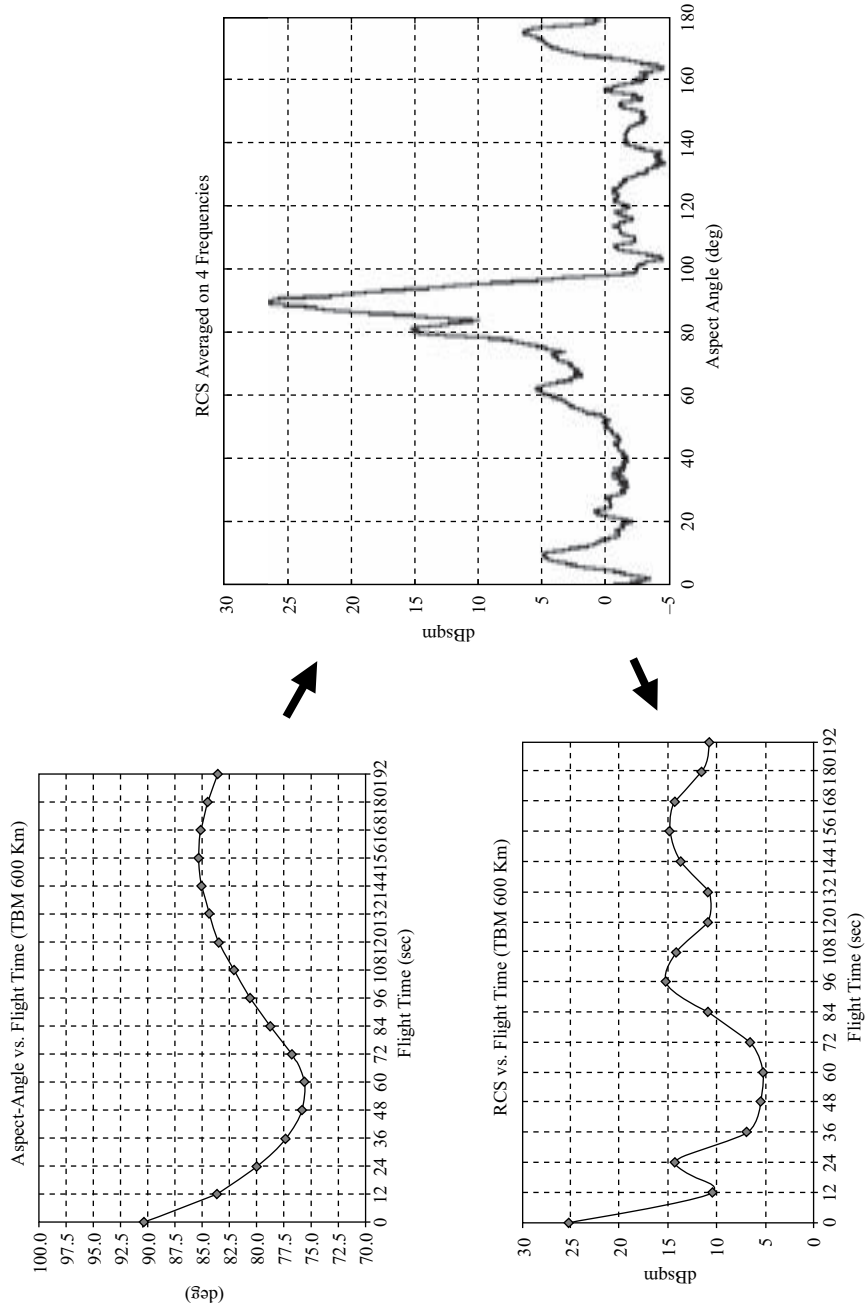 Aspect-Angle vs. Flight Time (TBM 600 Km)
(deg)
100.0
97.5
95.0
92.5
90.0
87.5
85.0
82.5
80.0
77.5
75.0
72.5
70.0
0 12 24 36 48 60 72 84 96 108 120 132 144 156 168 180 192
Flight Time (sec)
RCS Averaged on 4 Frequencies
dBsqm
30
25
20
15
10
5
0
–5
0 20 40 60 80 100 120 140 160 180
Aspect Angle (deg)
RCS vs. Flight Time (TBM 600 Km)
dBsqm
30
25
20
15
10
5
0
0 12 24 36 48 60 72 84 96 108 120 132 144 156 168 180 192
Flight Time (sec)